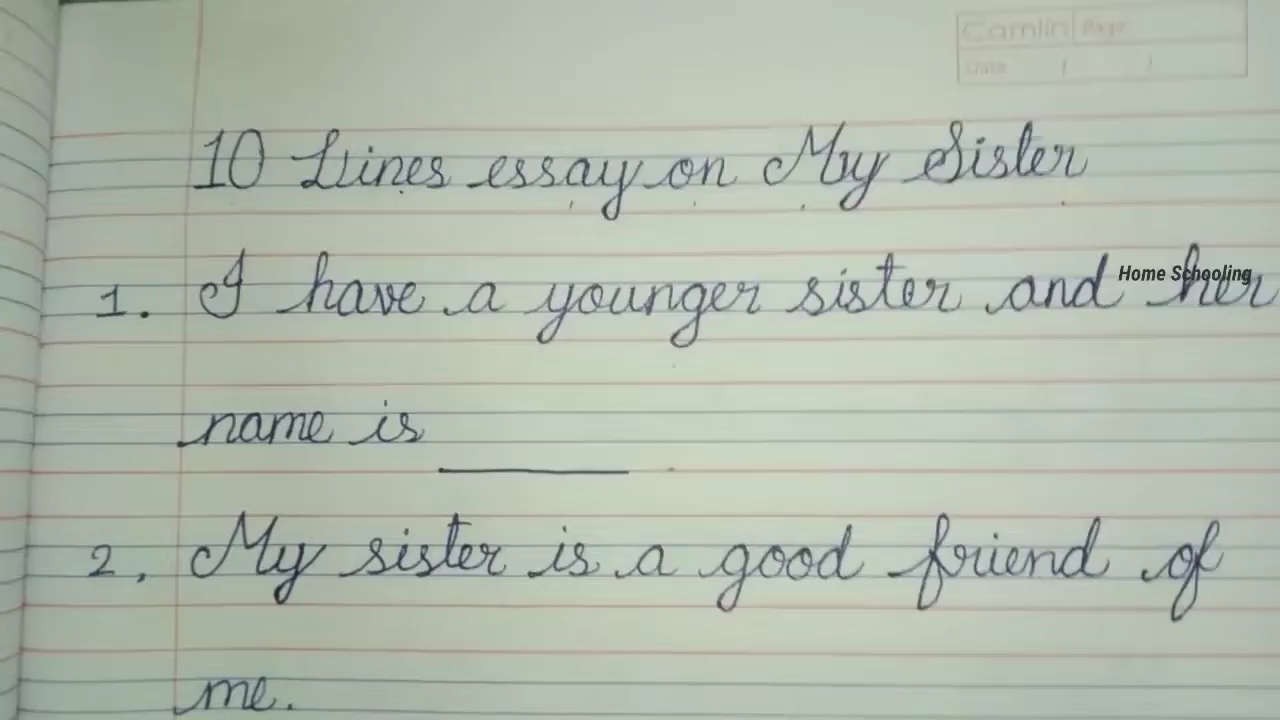 Camlin Page
Date / /
10 Lines essay on My Sister
1. I have a younger sister and her
Home Schooling
name is ______
2. My sister is a good friend of
me.